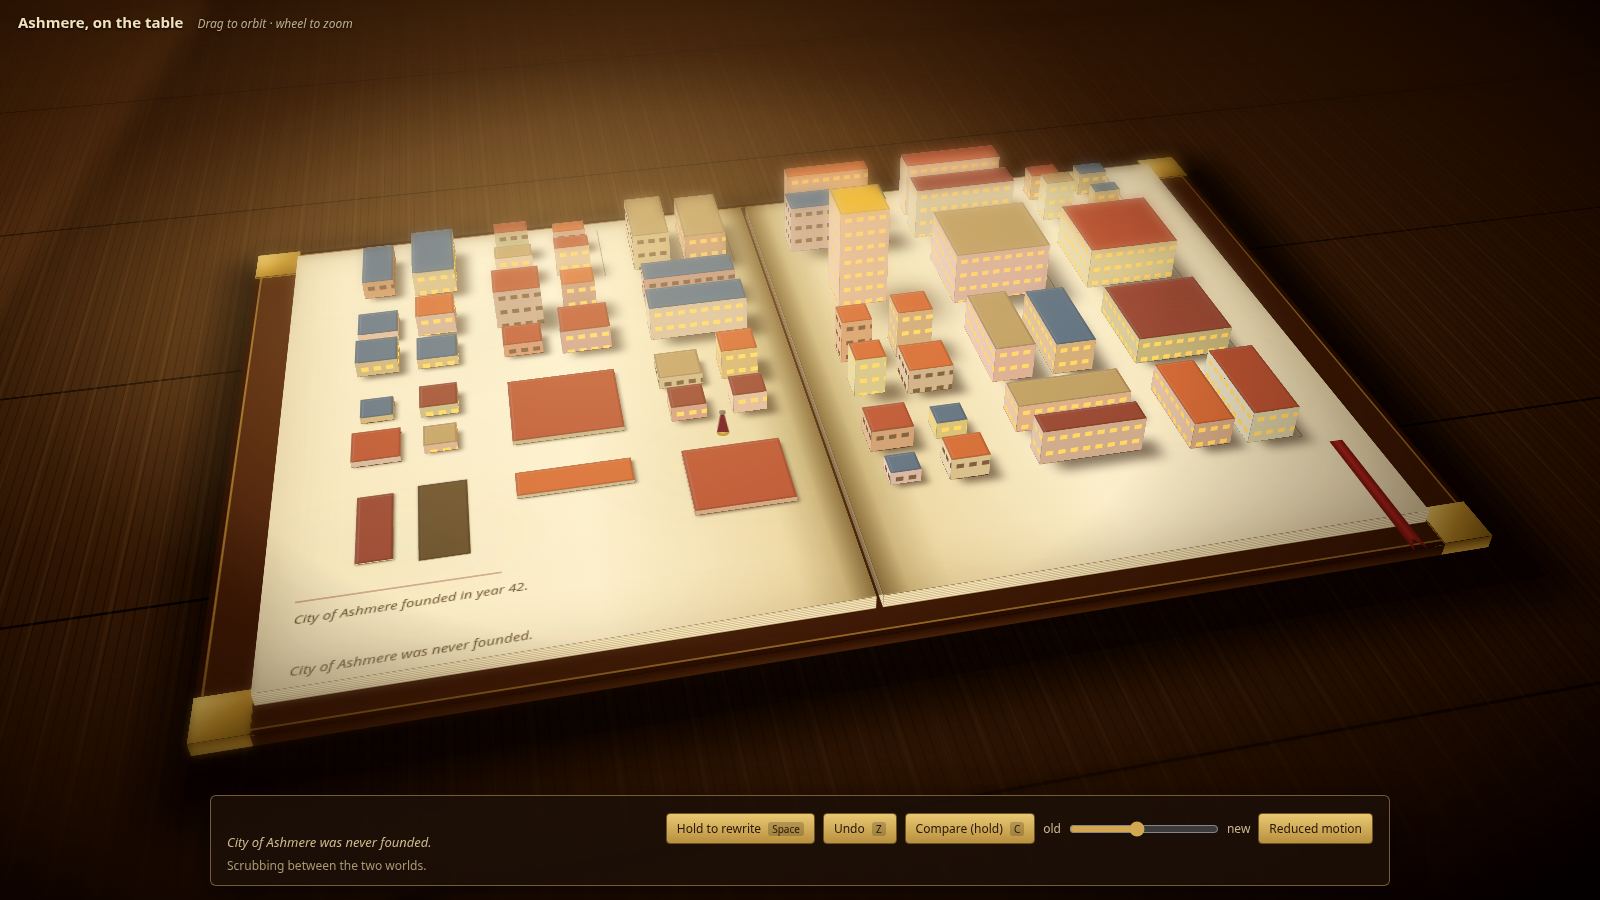 Ashmere, on the table Drag to orbit · wheel to zoom
City of Ashmere founded in year 42.
City of Ashmere was never founded.
Hold to rewrite Space Undo Z Compare (hold) C old new Reduced motion
City of Ashmere was never founded.
Scrubbing between the two worlds.